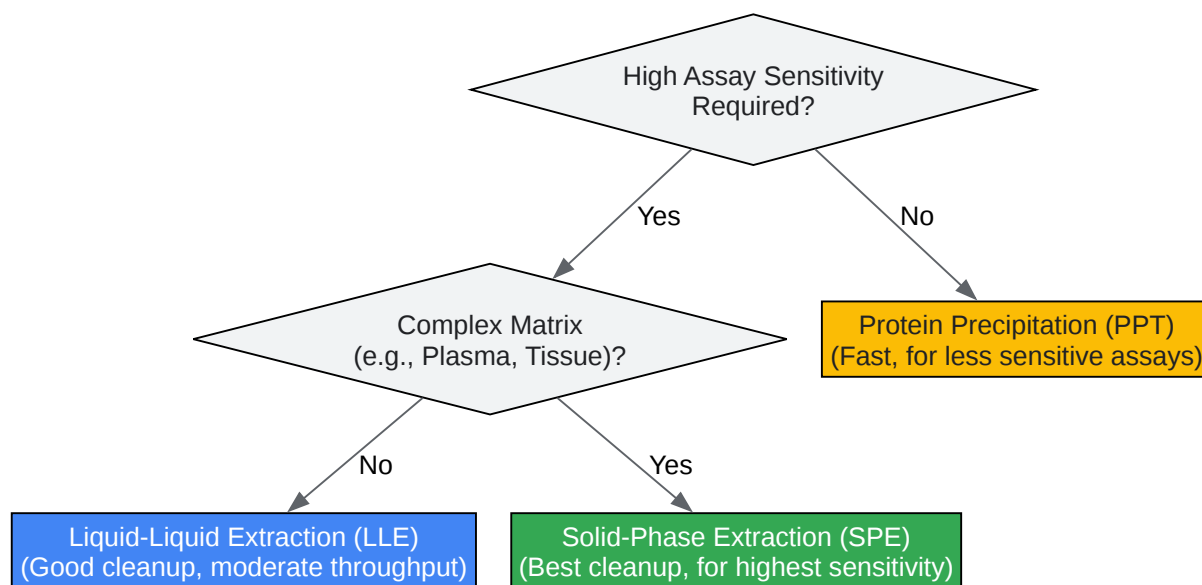 High Assay Sensitivity
Required?
Yes
No
Complex Matrix
(e.g., Plasma, Tissue)?
Protein Precipitation (PPT)
(Fast, for less sensitive assays)
No
Yes
Liquid-Liquid Extraction (LLE)
(Good cleanup, moderate throughput)
Solid-Phase Extraction (SPE)
(Best cleanup, for highest sensitivity)